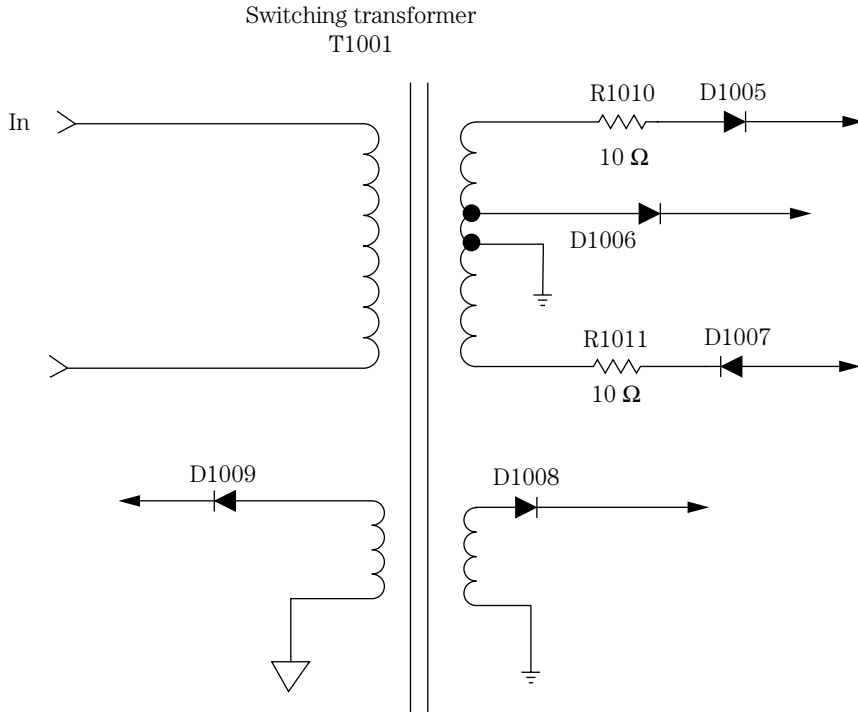 Switching transformer
T1001
In
R1010
D1005
10 Ω
D1006
R1011
D1007
10 Ω
D1009
D1008